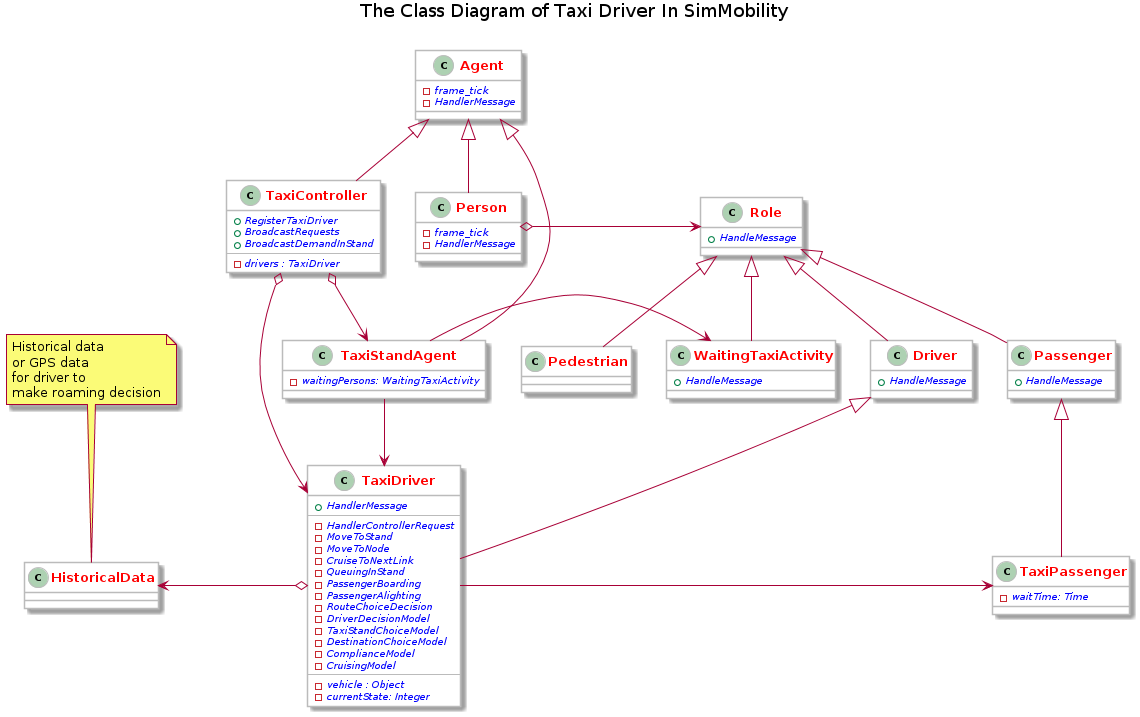 The Class Diagram of Taxi Driver In SimMobility
C Agent
frame_tick
HandlerMessage
C TaxiController
RegisterTaxiDriver
BroadcastRequests
BroadcastDemandInStand
drivers : TaxiDriver
C Person
frame_tick
HandlerMessage
C Role
HandleMessage
Historical data
or GPS data
for driver to
make roaming decision
C TaxiStandAgent
waitingPersons: WaitingTaxiActivity
C Pedestrian
C WaitingTaxiActivity
HandleMessage
C Driver
HandleMessage
C Passenger
HandleMessage
C TaxiDriver
HandlerMessage
HandlerControllerRequest
MoveToStand
MoveToNode
CruiseToNextLink
QueuingInStand
PassengerBoarding
PassengerAlighting
RouteChoiceDecision
DriverDecisionModel
TaxiStandChoiceModel
DestinationChoiceModel
ComplianceModel
CruisingModel
vehicle : Object
currentState: Integer
C HistoricalData
C TaxiPassenger
waitTime: Time